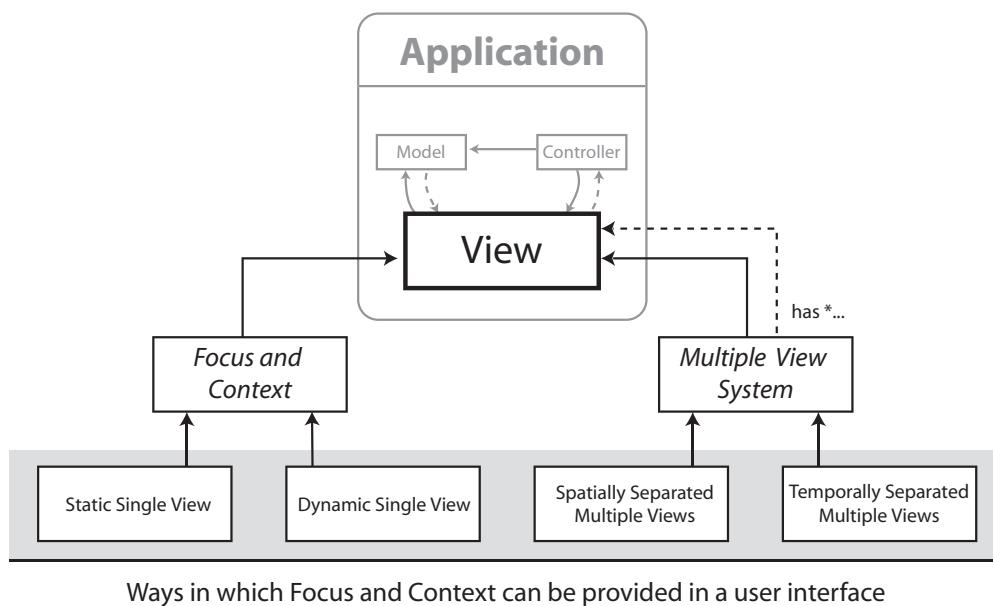 Application
Model
Controller
View
has *...
Focus and
Context
Multiple View
System
Static Single View
Dynamic Single View
Spatially Separated
Multiple Views
Temporally Separated
Multiple Views
Ways in which Focus and Context can be provided in a user interface